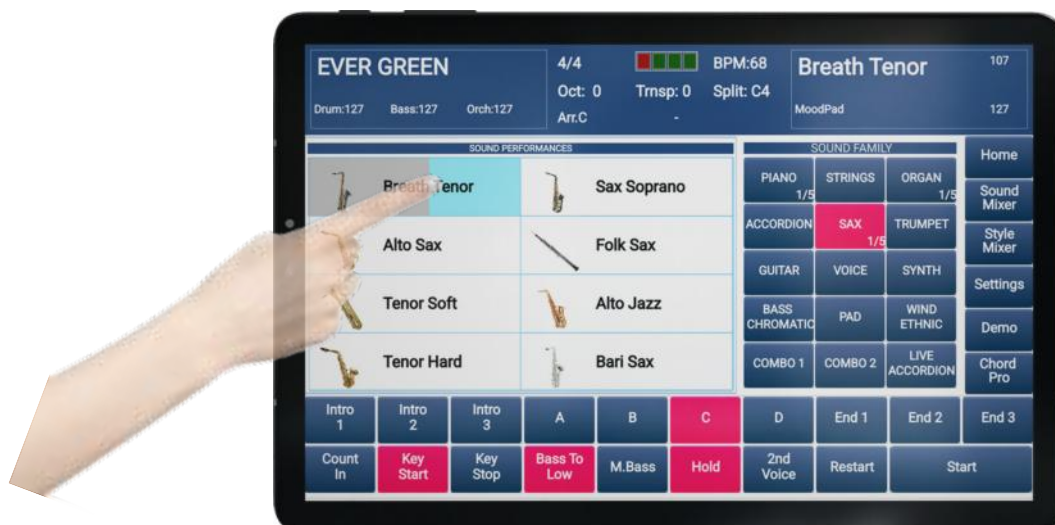 EVER GREEN
Drum:127 Bass:127 Orch:127
4/4 BPM:68
Oct: 0 Trnsp: 0 Split: C4
Arr.C -
Breath Tenor 107
MoodPad 127
SOUND PERFORMANCES
Breath Tenor Sax Soprano
Alto Sax Folk Sax
Tenor Soft Alto Jazz
Tenor Hard Bari Sax
SOUND FAMILY
PIANO 1/5 STRINGS ORGAN 1/5
ACCORDION SAX 1/5 TRUMPET
GUITAR VOICE SYNTH
BASS CHROMATIC PAD WIND ETHNIC
COMBO 1 COMBO 2 LIVE ACCORDION
Home
Sound
Mixer
Style
Mixer
Settings
Demo
Chord
Pro
Intro 1 Intro 2 Intro 3 A B C D End 1 End 2 End 3
Count In Key Start Key Stop Bass To Low M.Bass Hold 2nd Voice Restart Start